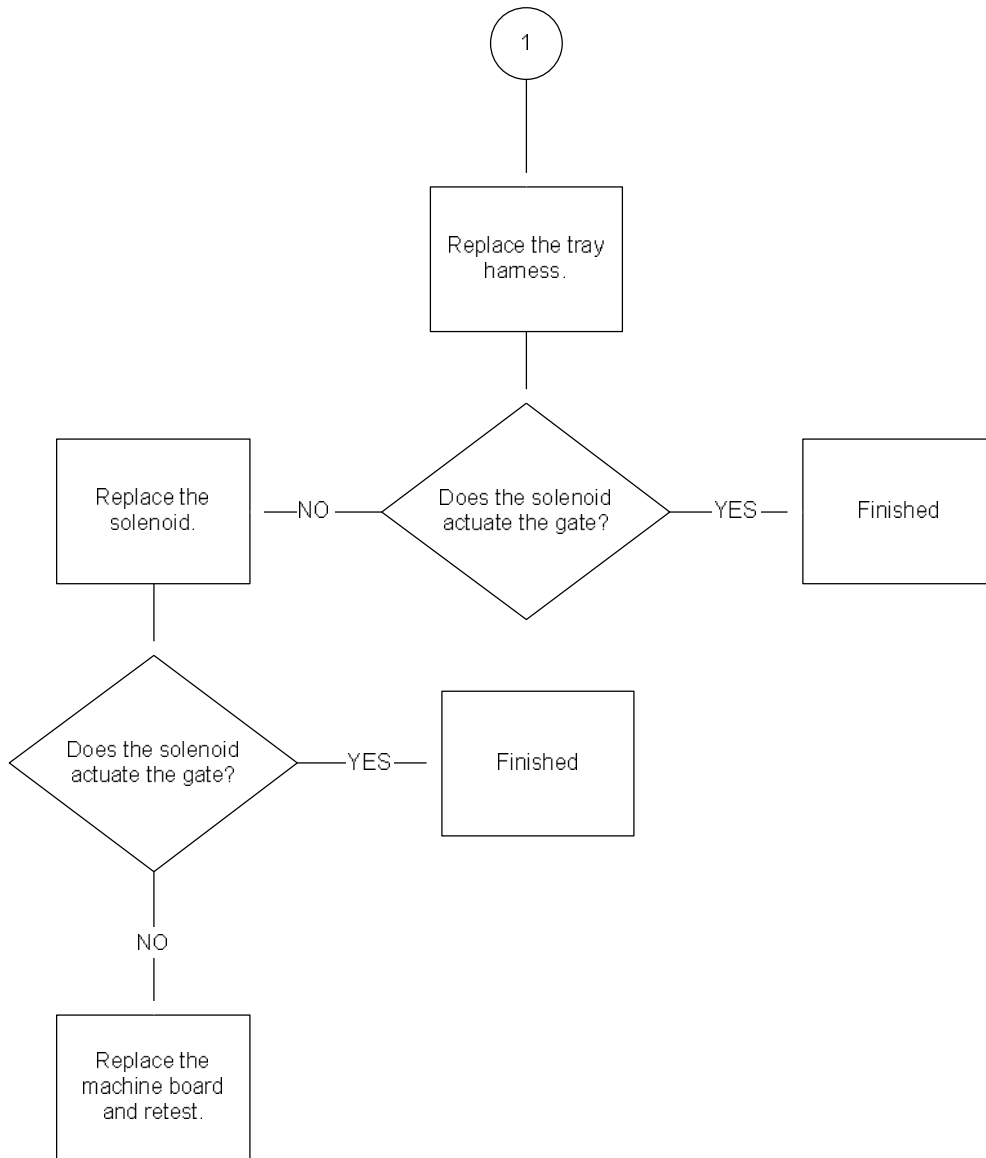 1
Replace the tray
harness.
Does the solenoid
actuate the gate?
YES
Finished
NO
Replace the
solenoid.
Does the solenoid
actuate the gate?
YES
Finished
NO
Replace the
machine board
and retest.